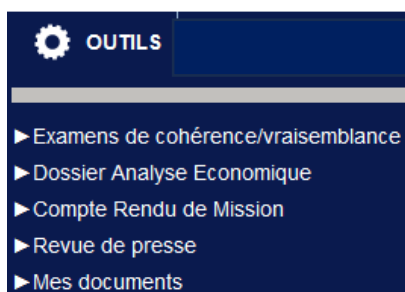 OUTILS
►Examens de cohérence/vraisemblance
►Dossier Analyse Economique
►Compte Rendu de Mission
►Revue de presse
►Mes documents